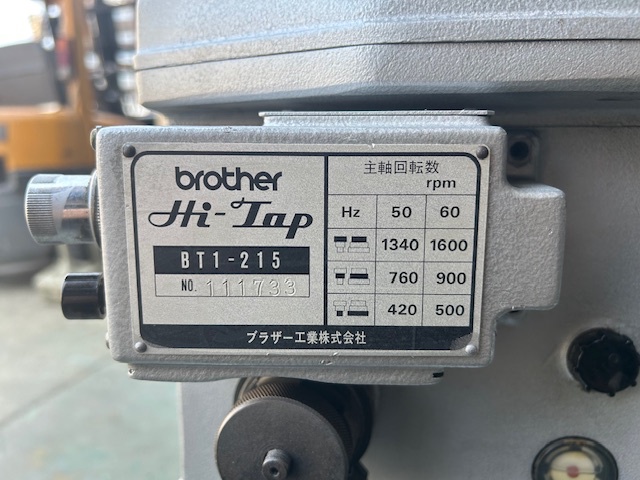 brother
Hi-Tap
BT1-215
NO. 111733
主軸回転数
rpm
Hz 50 60
1340 1600
760 900
420 500
ブラザー工業株式会社